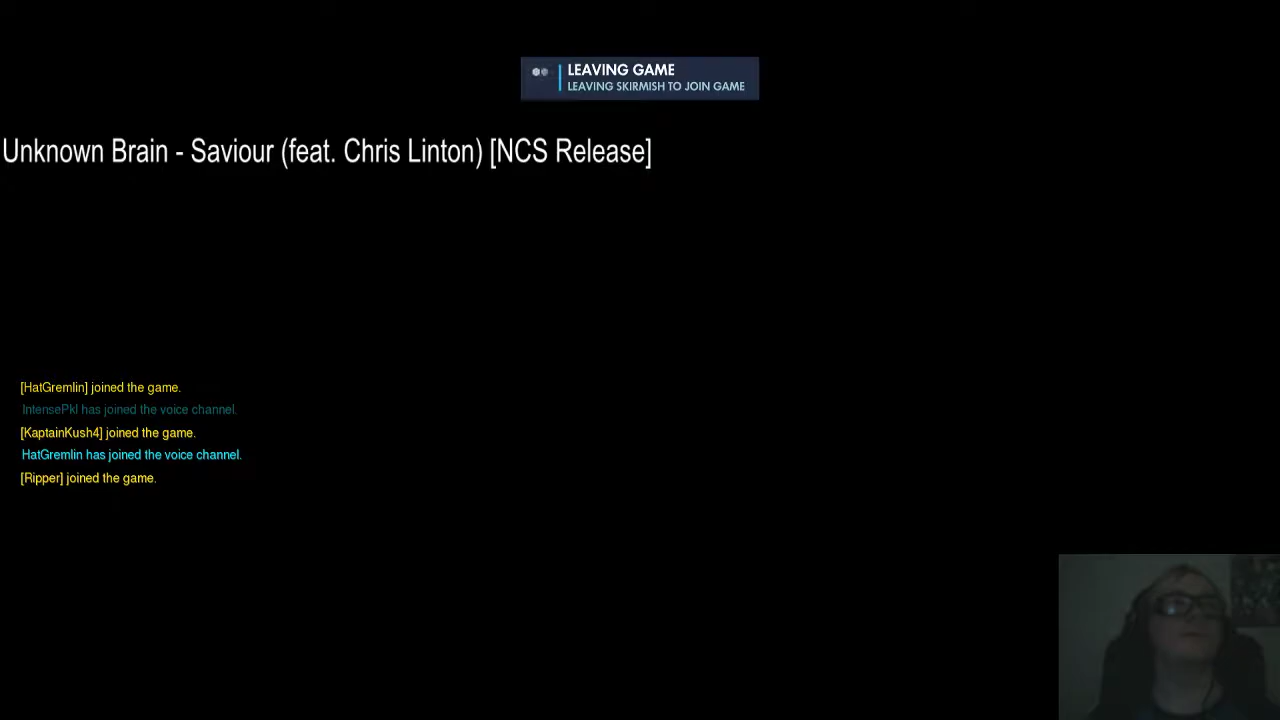 LEAVING GAME
LEAVING SKIRMISH TO JOIN GAME
Unknown Brain - Saviour (feat. Chris Linton) [NCS Release]
[HatGremlin] joined the game.
IntensePkl has joined the voice channel.
[KaptainKush4] joined the game.
HatGremlin has joined the voice channel.
[Ripper] joined the game.